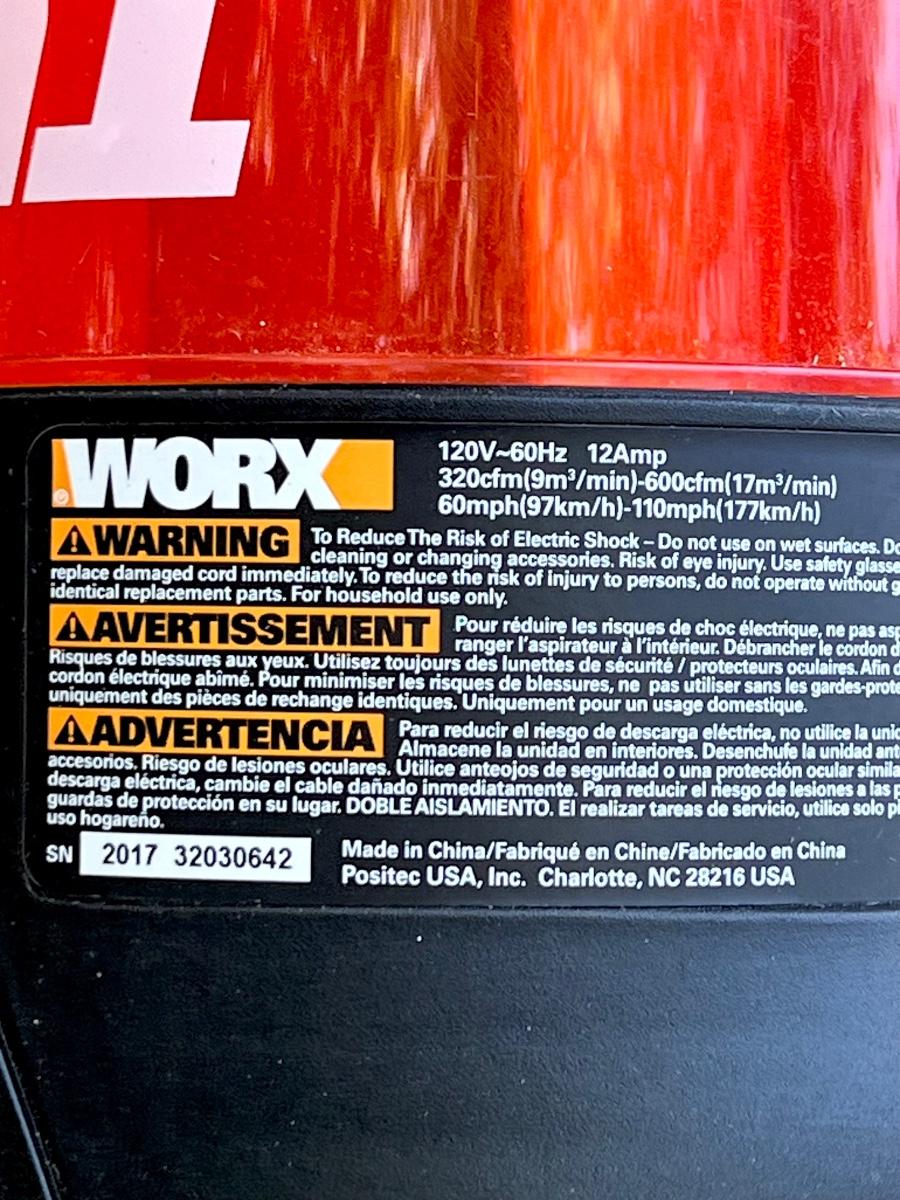 WORX
120V~60Hz 12Amp
320cfm(9m³/min)-600cfm(17m³/min)
60mph(97km/h)-110mph(177km/h)
WARNING To Reduce The Risk of Electric Shock – Do not use on wet surfaces.
cleaning or changing accessories. Risk of eye injury. Use safety
replace damaged cord immediately. To reduce the risk of injury to persons, do not operate without
identical replacement parts. For household use only.
AVERTISSEMENT Pour réduire les risques de choc électrique, ne pas
ranger l'aspirateur à l'intérieur. Débrancher le cordon
Risques de blessures aux yeux. Utilisez toujours des lunettes de sécurité / protecteurs oculaires. Afin
cordon électrique abîmé. Pour minimiser les risques de blessures, ne pas utiliser sans les
uniquement des pièces de rechange identiques. Uniquement pour un usage domestique.
ADVERTENCIA Para reducir el riesgo de descarga eléctrica, no utilice la
Almacene la unidad en interiores. Desenchufe la unidad
accesorios. Riesgo de lesiones oculares. Utilice anteojos de seguridad o una protección ocular
descarga eléctrica, cambie el cable dañado inmediatamente. Para reducir el riesgo de lesiones a las
guardas de protección en su lugar. DOBLE AISLAMIENTO. El realizar tareas de servicio, utilice solo
uso hogareño.
SN 2017 32030642
Made in China/Fabriqué en Chine/Fabricado en China
Positec USA, Inc. Charlotte, NC 28216 USA